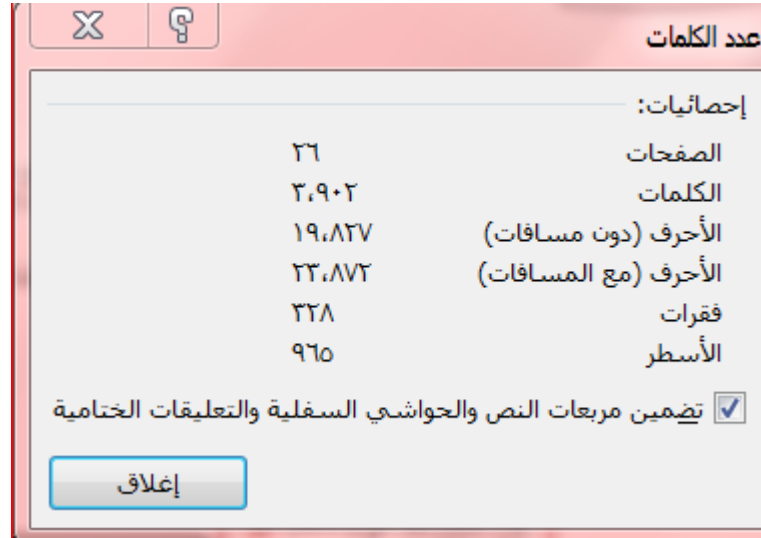 عدد الكلمات
إحصائيات:
الصفحات ٢٦
الكلمات ٣،٩٠٢
الأحرف (دون مسافات) ١٩،٨٢٧
الأحرف (مع المسافات) ٢٣،٨٧٢
فقرات ٣٢٨
الأسطر ٩٦٥
تضمين مربعات النص والحواشي السفلية والتعليقات الختامية
إغلاق